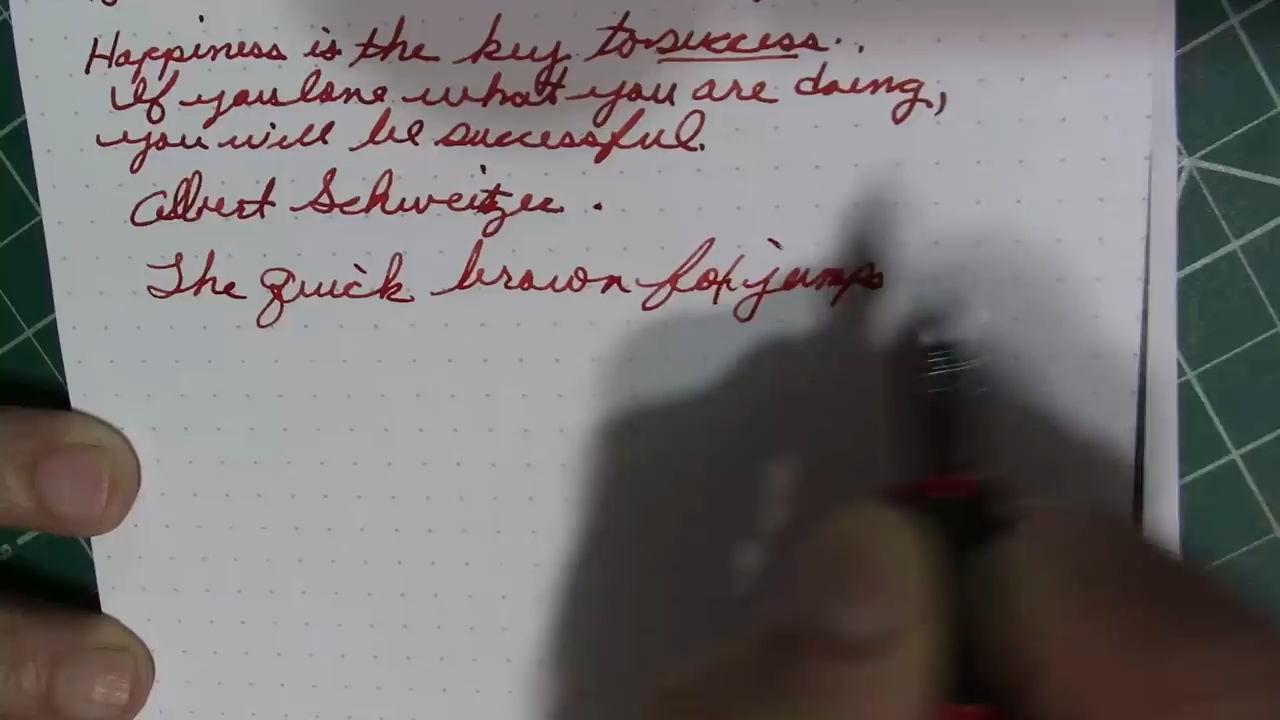 Happiness is the key to success..
If you love what you are doing,
you will be successful.
Albert Schweitzer.
The quick brown fox jumps